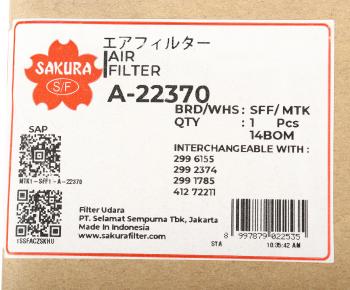 エアフィルター
AIR
FILTER
SAKURA
S/F
A-22370
BRD/WHS : SFF/ MTK
QTY : 1 Pcs
14BOM
SAP
INTERCHANGEABLE WITH :
299 6155
299 2374
299 1785
412 72211
MTK1-SFF1-A-22370
Filter Udara
PT. Selamat Sempurna Tbk, Jakarta
Made In Indonesia
www.sakurafilter.com
1SSFACZSKHU
STA
8 997879 022535
10:35:42 AM